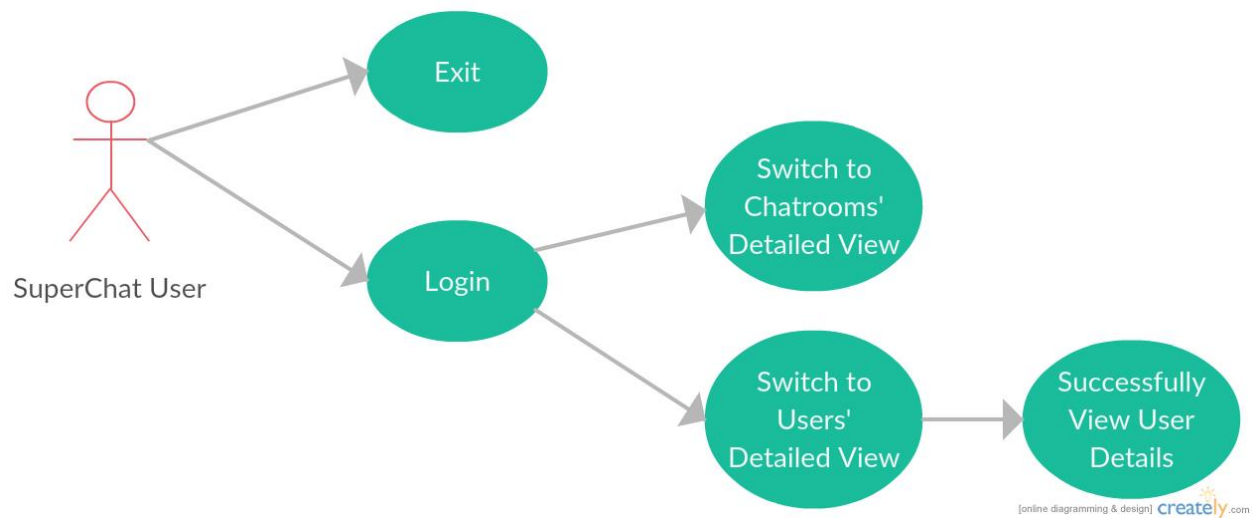 Exit
Switch to
Chatrooms'
Detailed View
SuperChat User
Login
Switch to
Users'
Detailed View
Successfully
View User
Details
[online diagramming & design] creately.com